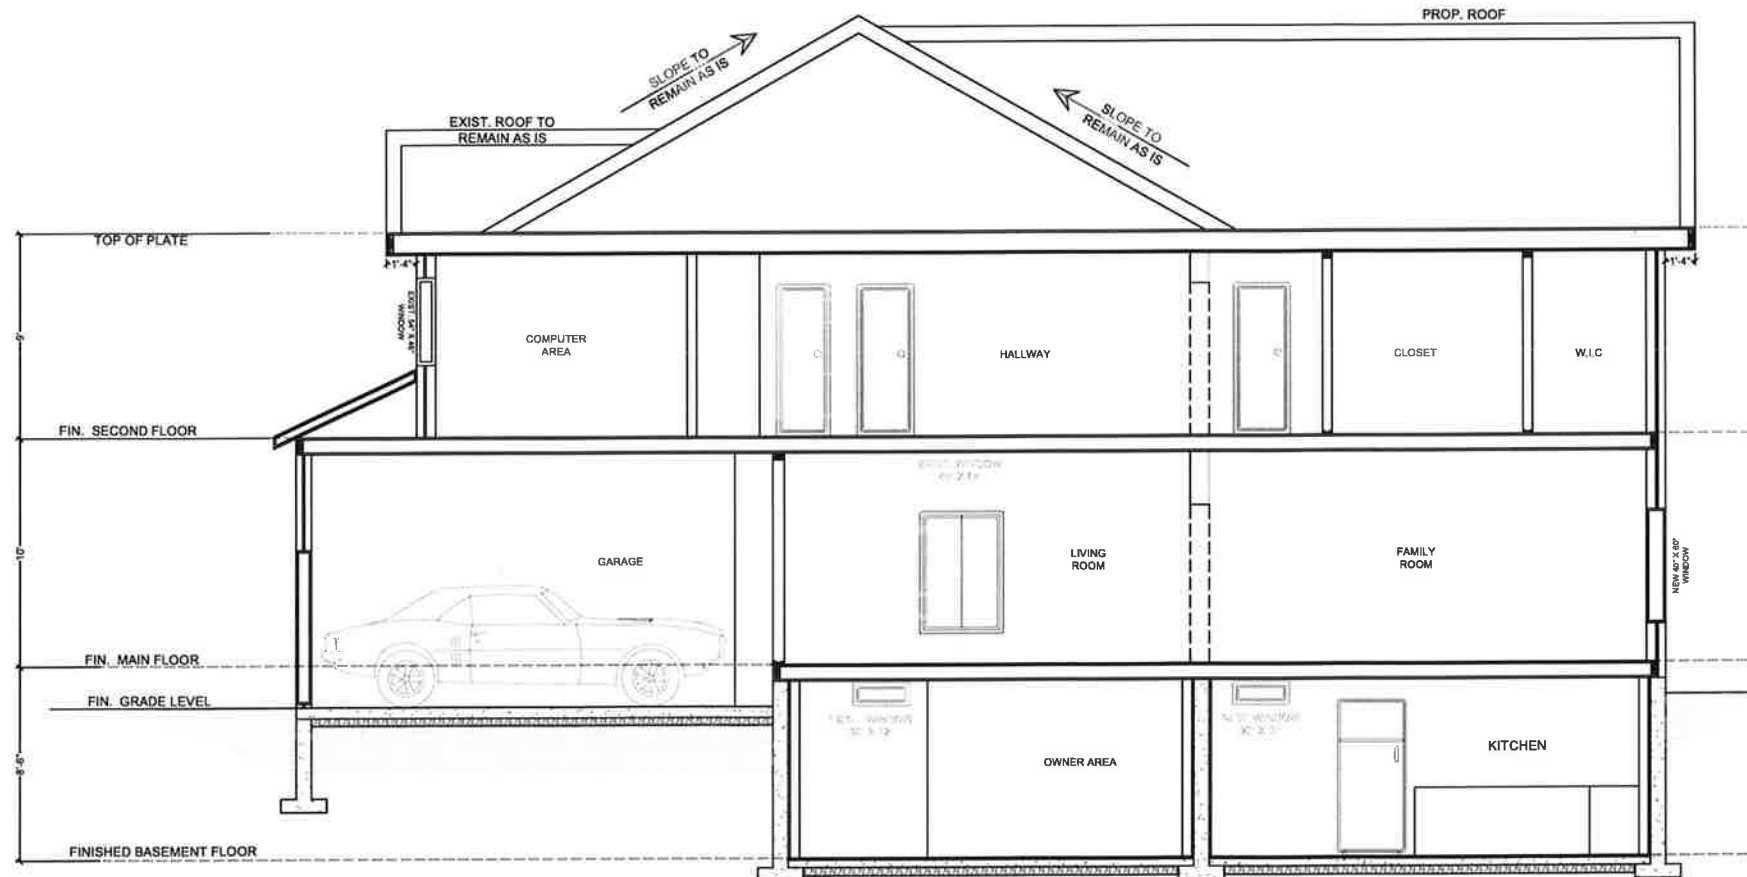 PROP. ROOF
SLOPE TO
REMAIN AS IS
SLOPE TO
REMAIN AS IS
EXIST. ROOF TO
REMAIN AS IS
TOP OF PLATE
1'-4"
1'-4"
WINDOW
9'
COMPUTER
AREA
HALLWAY
CLOSET
W.I.C
FIN. SECOND FLOOR
10'
GARAGE
LIVING
ROOM
FAMILY
ROOM
NEW 40" X 60"
WINDOW
FIN. MAIN FLOOR
FIN. GRADE LEVEL
8'-6"
OWNER AREA
KITCHEN
FINISHED BASEMENT FLOOR